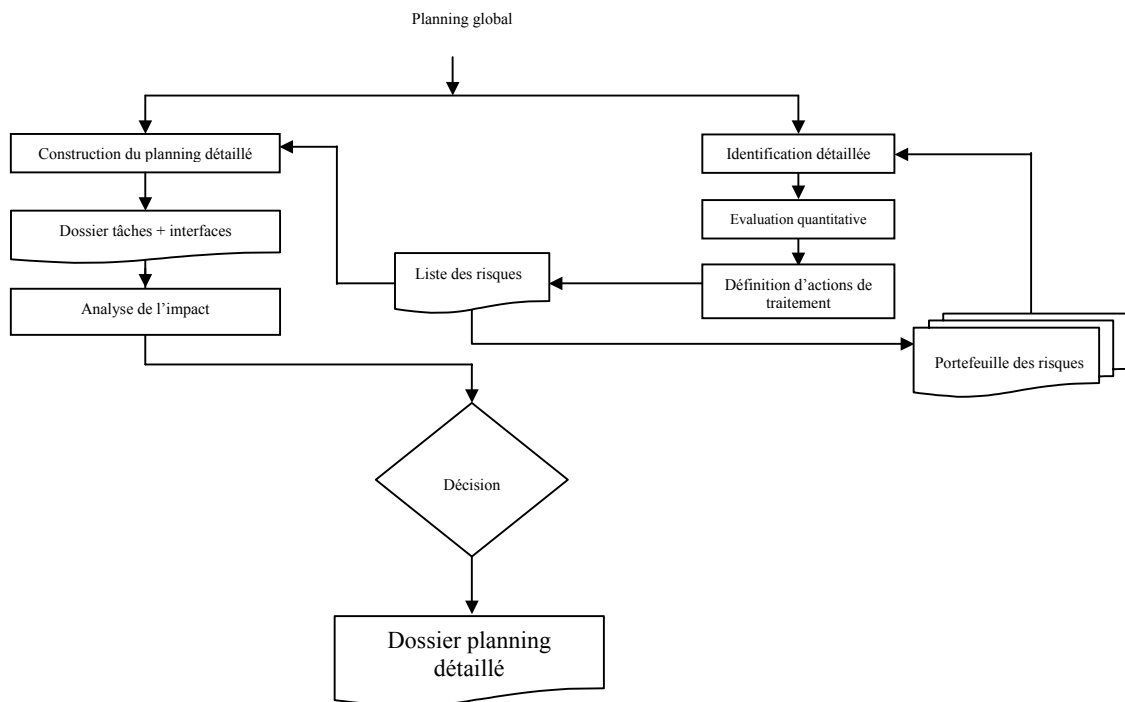 Planning global
Construction du planning détaillé
Identification détaillée
Dossier tâches + interfaces
Evaluation quantitative
Liste des risques
Définition d’actions de
traitement
Analyse de l’impact
Portefeuille des risques
Décision
Dossier planning
détaillé